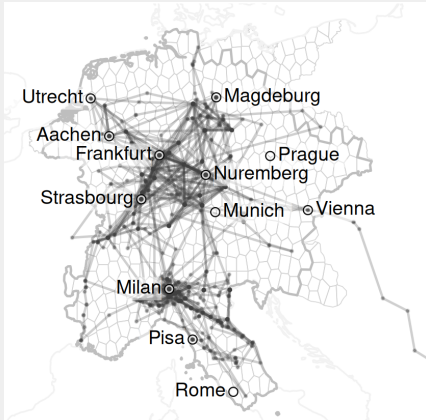 Utrecht
Magdeburg
Aachen
Frankfurt
Prague
Nuremberg
Strasbourg
Munich
Vienna
Milan
Pisa
Rome